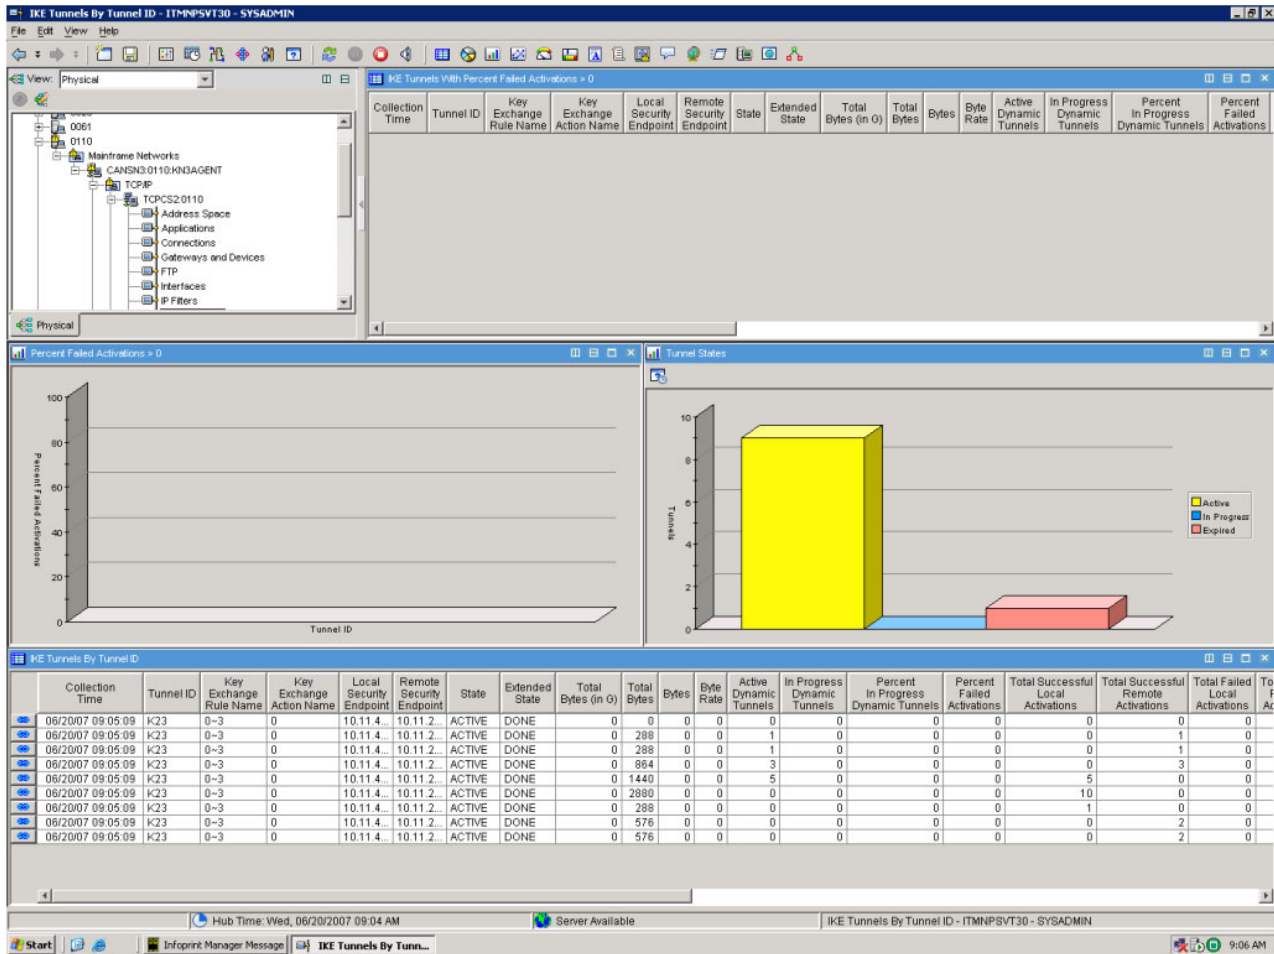 IKE Tunnels By Tunnel ID - ITMNPSVT30 - SYSADMIN
File Edit View Help
View: Physical
0061
0110
Mainframe Networks
CANSN3:0110:KN3AGENT
TCP/IP
TCPCS2:0110
Address Space
Applications
Connections
Gateways and Devices
FTP
Interfaces
IP Filters
Physical
IKE Tunnels With Percent Failed Activations > 0
Collection Time Tunnel ID Key Exchange Rule Name Key Exchange Action Name Local Security Endpoint Remote Security Endpoint State Extended State Total Bytes (in G) Total Bytes Bytes Byte Rate Active Dynamic Tunnels In Progress Dynamic Tunnels Percent In Progress Dynamic Tunnels Percent Failed Activations
Percent Failed Activations > 0
100
80
60
40
20
0
Percent Failed Activations
Tunnel ID
Tunnel States
10
8
6
4
2
0
Tunnels
Active
In Progress
Expired
IKE Tunnels By Tunnel ID
Collection Time Tunnel ID Key Exchange Rule Name Key Exchange Action Name Local Security Endpoint Remote Security Endpoint State Extended State Total Bytes (in G) Total Bytes Bytes Byte Rate Active Dynamic Tunnels In Progress Dynamic Tunnels Percent In Progress Dynamic Tunnels Percent Failed Activations Total Successful Local Activations Total Successful Remote Activations Total Failed Local Activations
06/20/07 09:05:09 K23 0~3 0 10.11.4... 10.11.2... ACTIVE DONE 0 0 0 0 0 0 0 0 0 0 0
06/20/07 09:05:09 K23 0~3 0 10.11.4... 10.11.2... ACTIVE DONE 0 288 0 0 1 0 0 0 0 1 0
06/20/07 09:05:09 K23 0~3 0 10.11.4... 10.11.2... ACTIVE DONE 0 288 0 0 1 0 0 0 0 1 0
06/20/07 09:05:09 K23 0~3 0 10.11.4... 10.11.2... ACTIVE DONE 0 864 0 0 3 0 0 0 0 3 0
06/20/07 09:05:09 K23 0~3 0 10.11.4... 10.11.2... ACTIVE DONE 0 1440 0 0 5 0 0 0 5 0 0
06/20/07 09:05:09 K23 0~3 0 10.11.4... 10.11.2... ACTIVE DONE 0 2880 0 0 0 0 0 0 10 0 0
06/20/07 09:05:09 K23 0~3 0 10.11.4... 10.11.2... ACTIVE DONE 0 288 0 0 0 0 0 0 1 0 0
06/20/07 09:05:09 K23 0~3 0 10.11.4... 10.11.2... ACTIVE DONE 0 576 0 0 0 0 0 0 0 2 0
06/20/07 09:05:09 K23 0~3 0 10.11.4... 10.11.2... ACTIVE DONE 0 576 0 0 0 0 0 0 0 2 0
Hub Time: Wed, 06/20/2007 09:04 AM Server Available IKE Tunnels By Tunnel ID - ITMNPSVT30 - SYSADMIN
Start Infoprint Manager Message IKE Tunnels By Tunn... 9:06 AM